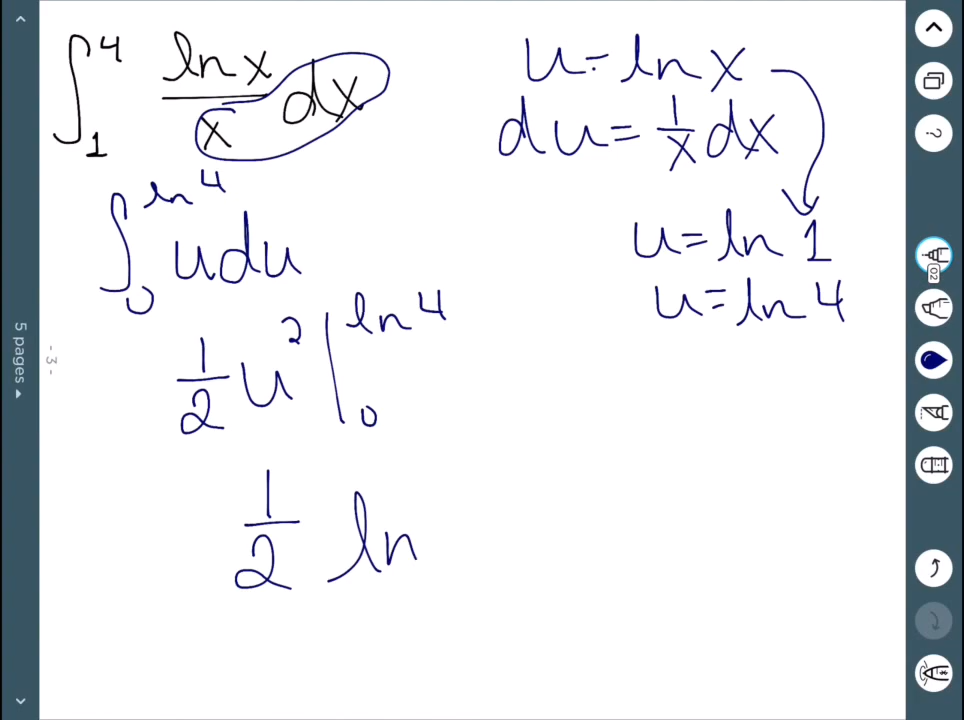 ∫₁⁴ ln x / x dx
u = ln x
du = 1/x dx
∫₀^(ln 4) u du
u = ln 1
u = ln 4
1/2 u² |₀^(ln 4)
1/2 ln
5 pages
- 3 -
02